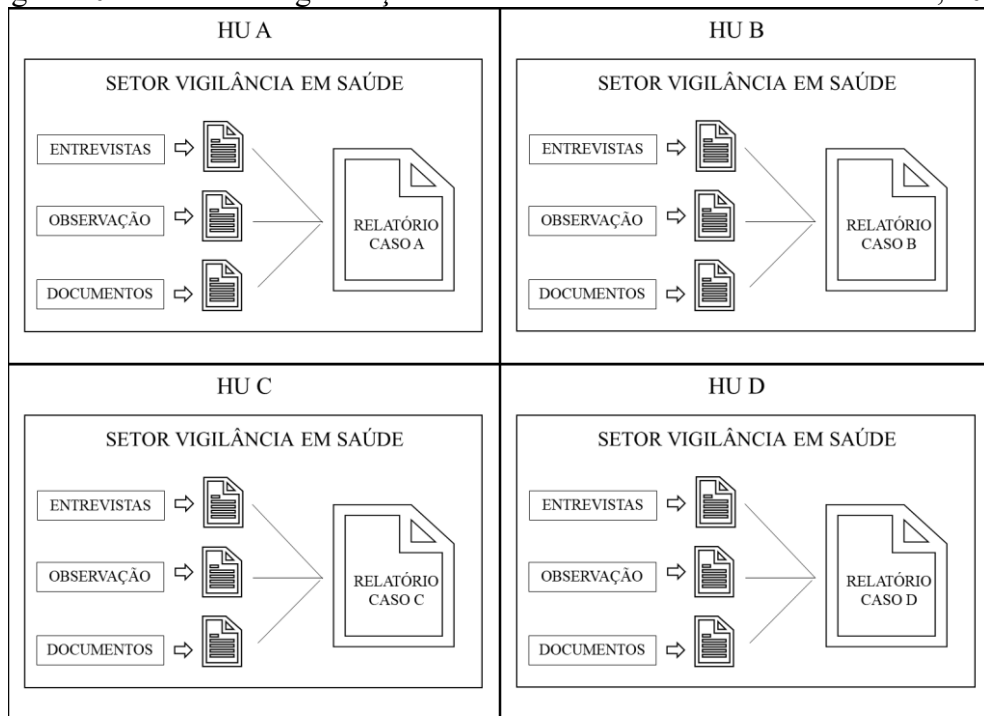 HU A
SETOR VIGILÂNCIA EM SAÚDE
ENTREVISTAS
OBSERVAÇÃO
DOCUMENTOS
RELATÓRIO
CASO A
HU B
SETOR VIGILÂNCIA EM SAÚDE
ENTREVISTAS
OBSERVAÇÃO
DOCUMENTOS
RELATÓRIO
CASO B
HU C
SETOR VIGILÂNCIA EM SAÚDE
ENTREVISTAS
OBSERVAÇÃO
DOCUMENTOS
RELATÓRIO
CASO C
HU D
SETOR VIGILÂNCIA EM SAÚDE
ENTREVISTAS
OBSERVAÇÃO
DOCUMENTOS
RELATÓRIO
CASO D